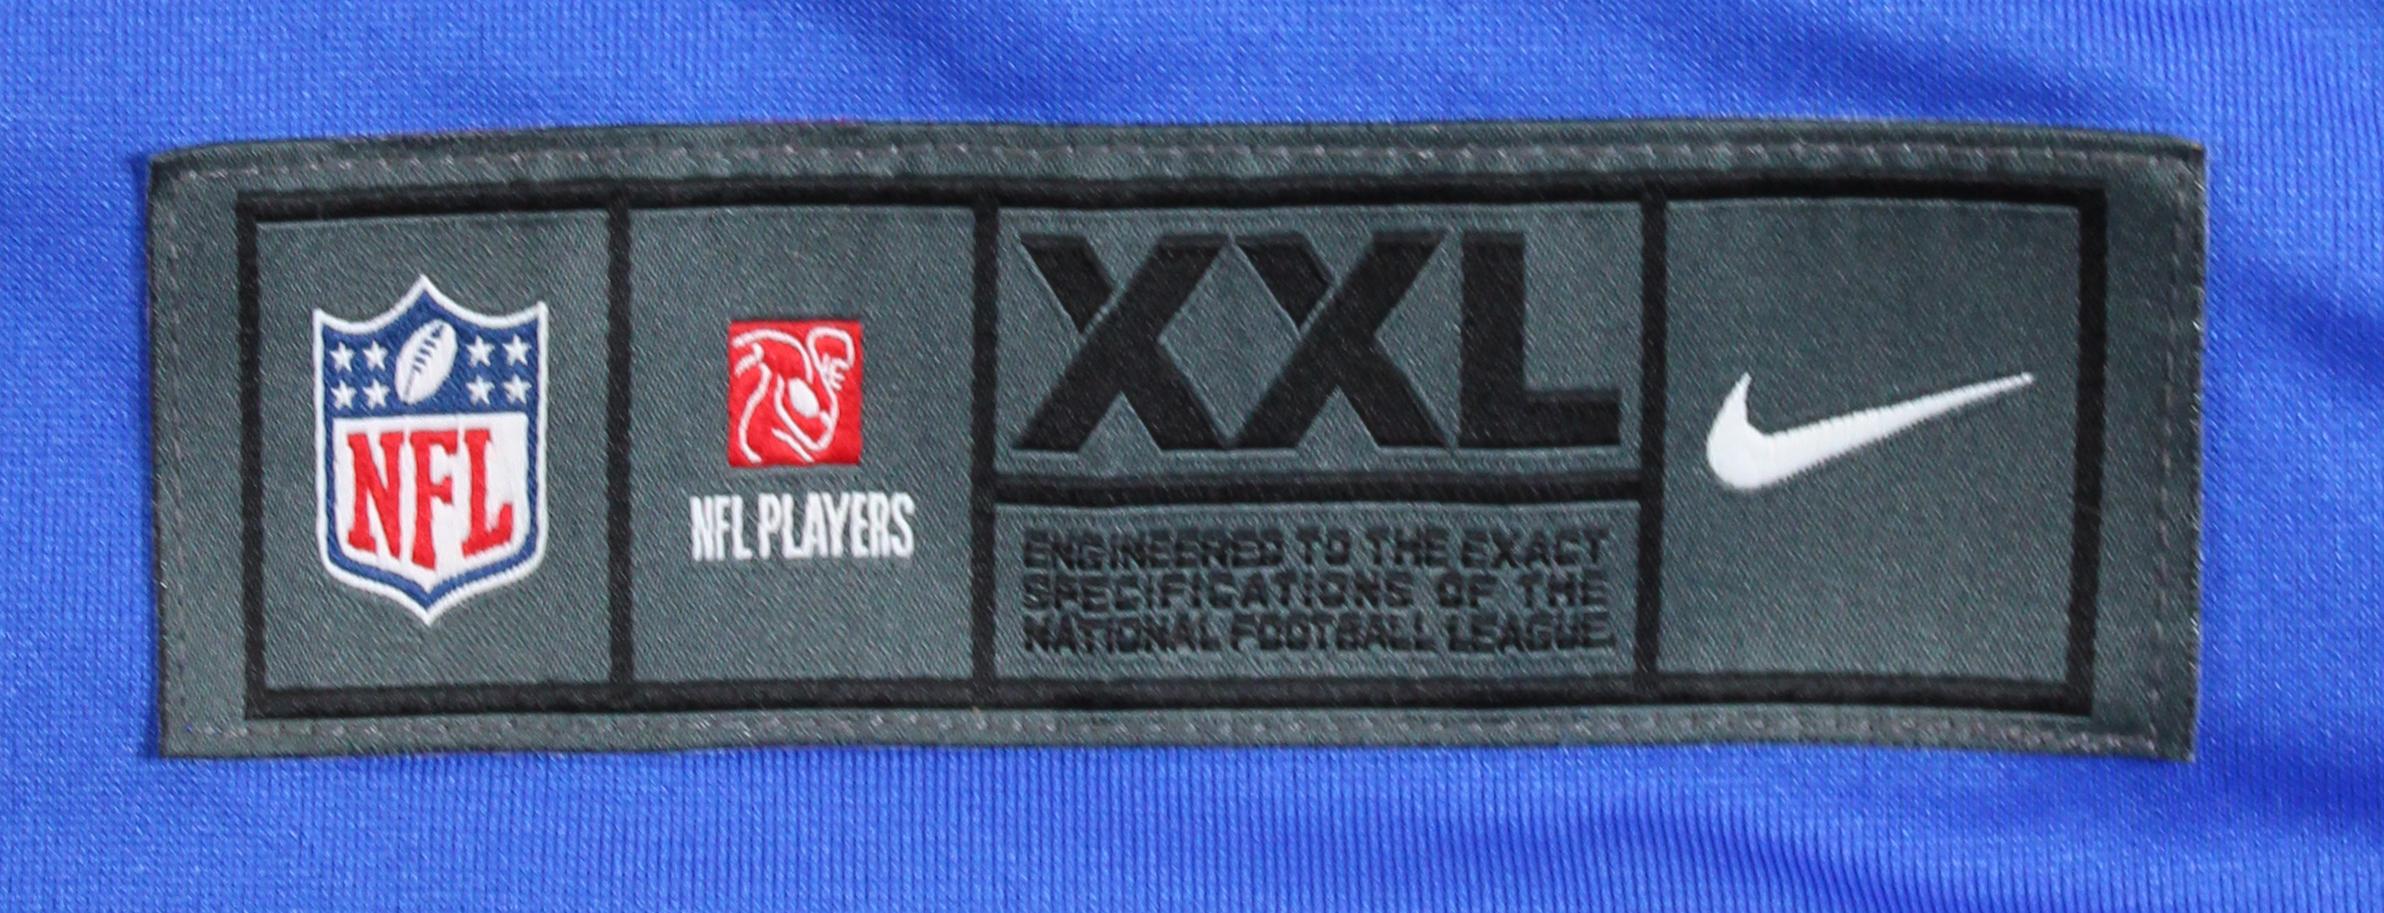 NFL
NFL PLAYERS
XXL
ENGINEERED TO THE EXACT
SPECIFICATIONS OF THE
NATIONAL FOOTBALL LEAGUE.